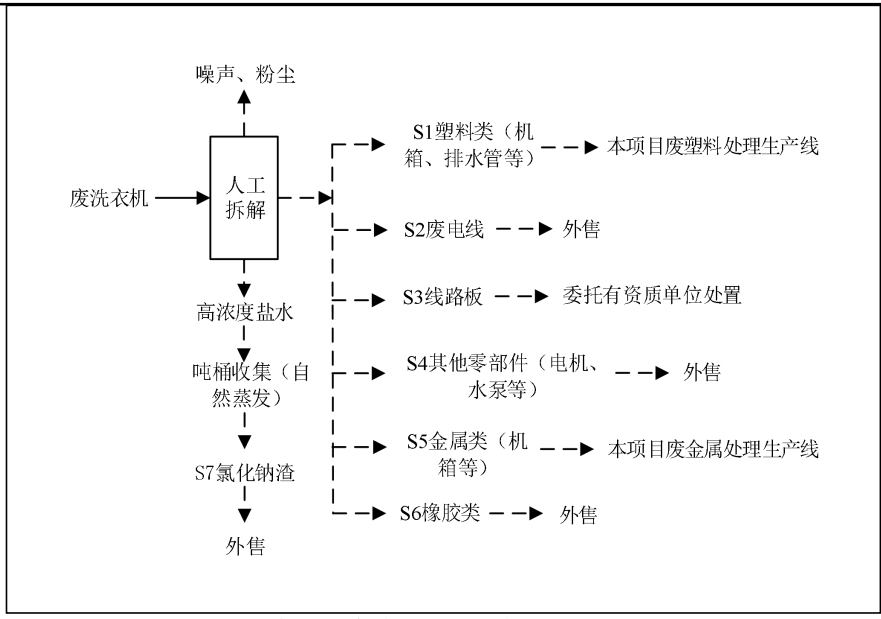 噪声、粉尘
废洗衣机
人工
拆解
S1塑料类（机
箱、排水管等）
本项目废塑料处理生产线
S2废电线
外售
S3线路板
委托有资质单位处置
S4其他零部件（电机、
水泵等）
外售
S5金属类（机
箱等）
本项目废金属处理生产线
S6橡胶类
外售
高浓度盐水
吨桶收集（自
然蒸发）
S7氯化钠渣
外售